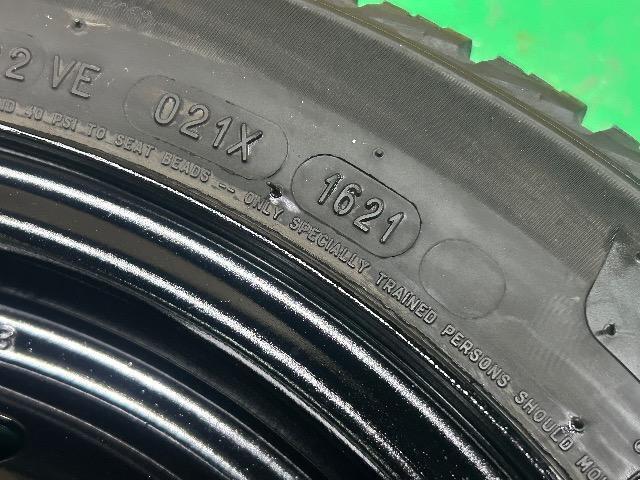 2 VE
021X
1621
40 PSI TO SEAT BEADS -- ONLY SPECIALLY TRAINED PERSONS SHOULD